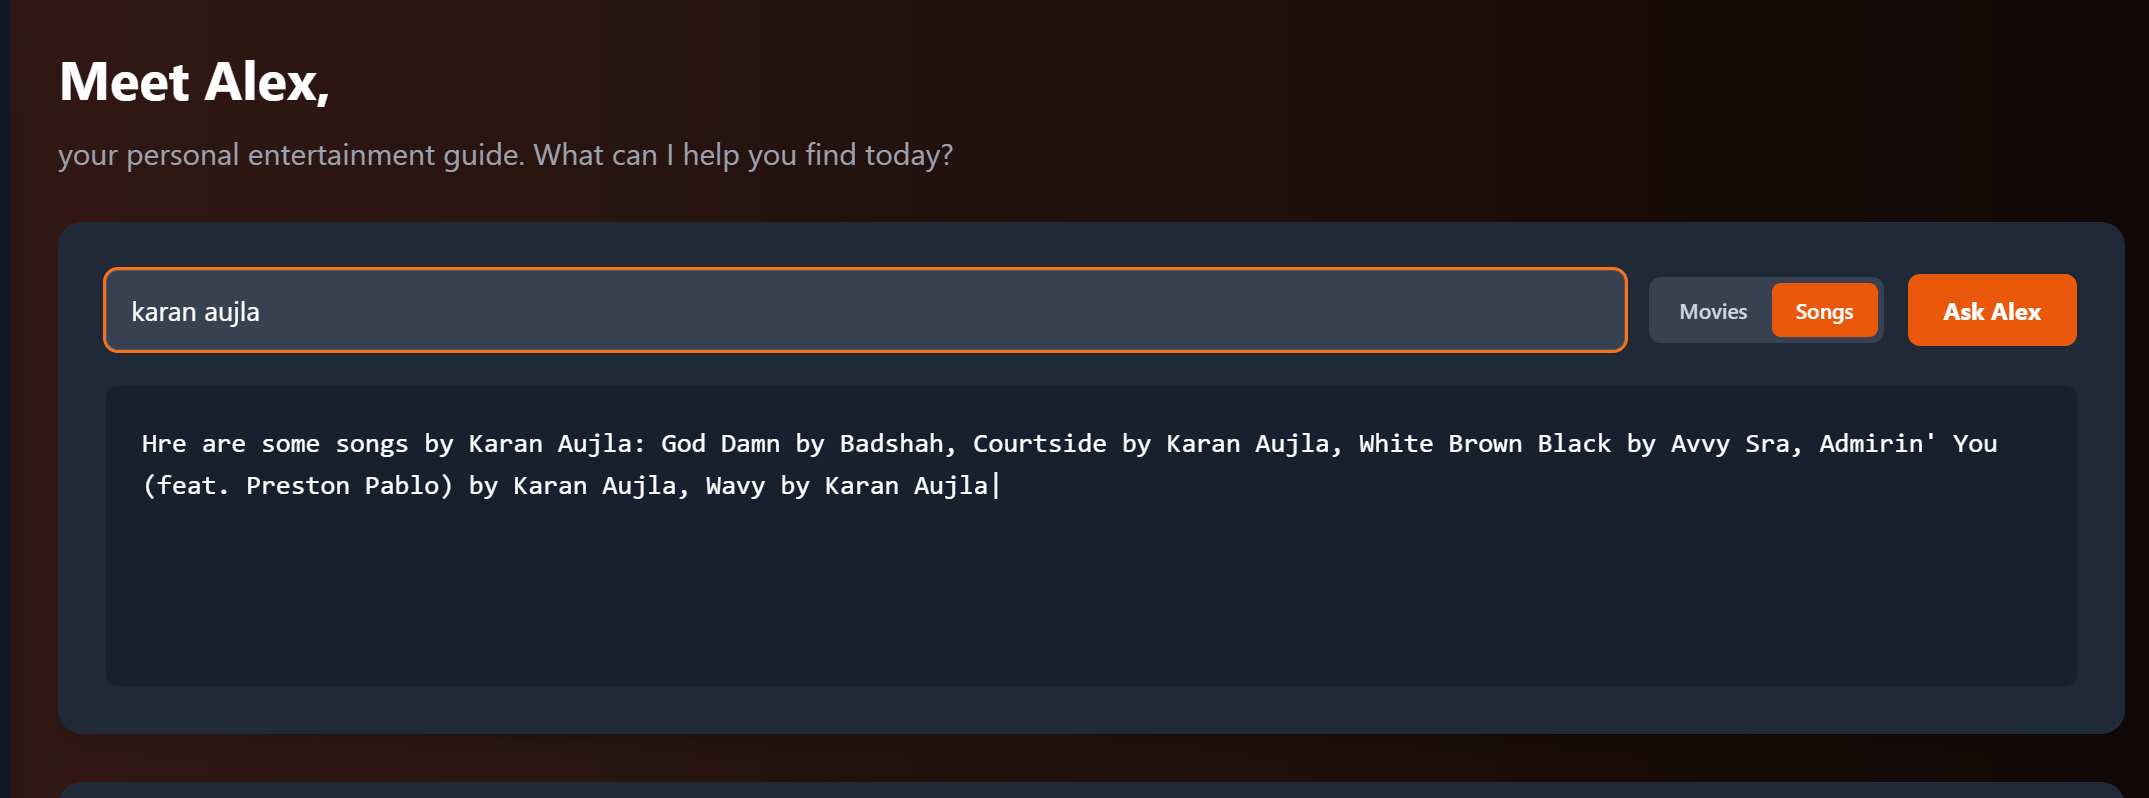 Meet Alex,
your personal entertainment guide. What can I help you find today?
karan aujla
Movies
Songs
Ask Alex
Hre are some songs by Karan Aujla: God Damn by Badshah, Courtside by Karan Aujla, White Brown Black by Avvy Sra, Admirin' You
(feat. Preston Pablo) by Karan Aujla, Wavy by Karan Aujla|